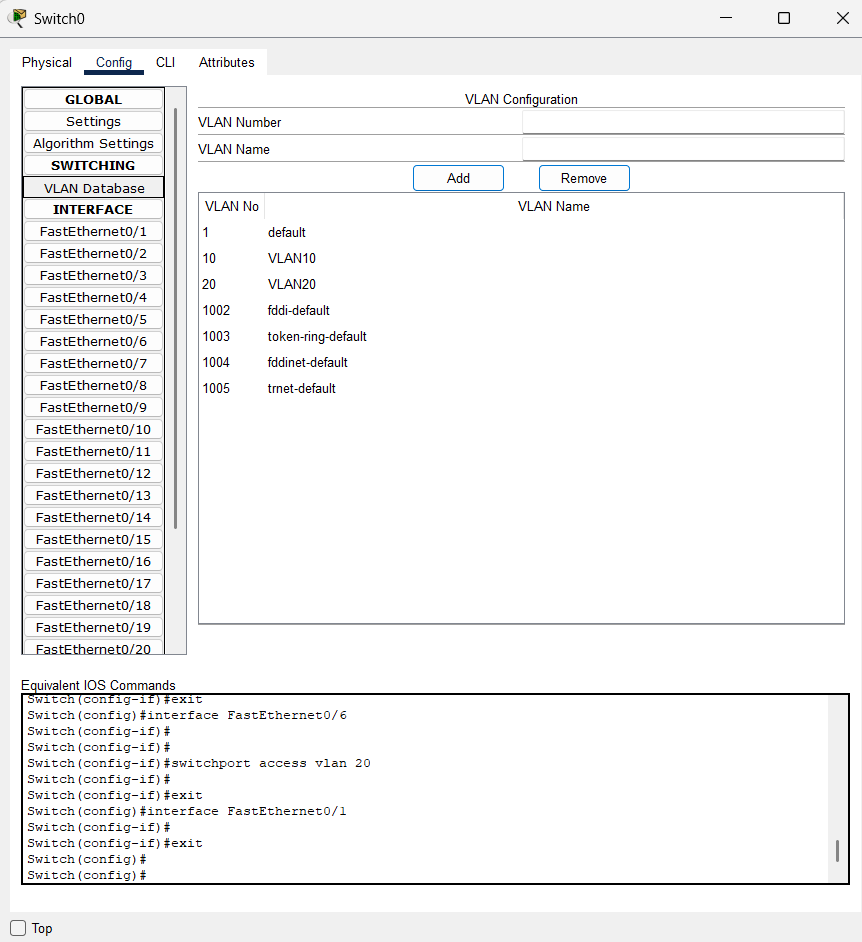 Switch0
Physical Config CLI Attributes
GLOBAL
Settings
Algorithm Settings
SWITCHING
VLAN Database
INTERFACE
FastEthernet0/1
FastEthernet0/2
FastEthernet0/3
FastEthernet0/4
FastEthernet0/5
FastEthernet0/6
FastEthernet0/7
FastEthernet0/8
FastEthernet0/9
FastEthernet0/10
FastEthernet0/11
FastEthernet0/12
FastEthernet0/13
FastEthernet0/14
FastEthernet0/15
FastEthernet0/16
FastEthernet0/17
FastEthernet0/18
FastEthernet0/19
FastEthernet0/20
VLAN Configuration
VLAN Number
VLAN Name
Add Remove
VLAN No VLAN Name
1 default
10 VLAN10
20 VLAN20
1002 fddi-default
1003 token-ring-default
1004 fddinet-default
1005 trnet-default
Equivalent IOS Commands
Switch(config-if)#exit
Switch(config)#interface FastEthernet0/6
Switch(config-if)#
Switch(config-if)#
Switch(config-if)#switchport access vlan 20
Switch(config-if)#
Switch(config-if)#exit
Switch(config)#interface FastEthernet0/1
Switch(config-if)#
Switch(config-if)#exit
Switch(config)#
Switch(config)#
Top